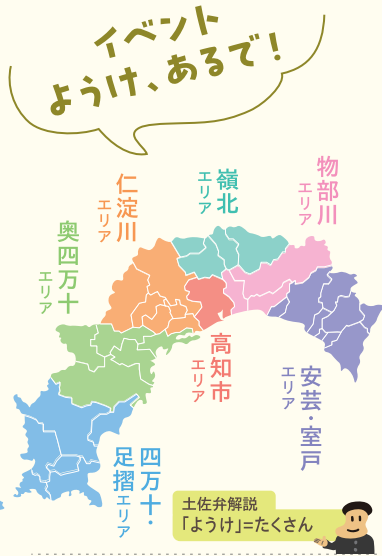 イベント
ようけ、あるで！
物部川
エリア
嶺北
エリア
仁淀川
エリア
奥四万十
エリア
高知市
エリア
安芸・室戸
エリア
四万十・
足摺エリア
土佐弁解説
「ようけ」=たくさん